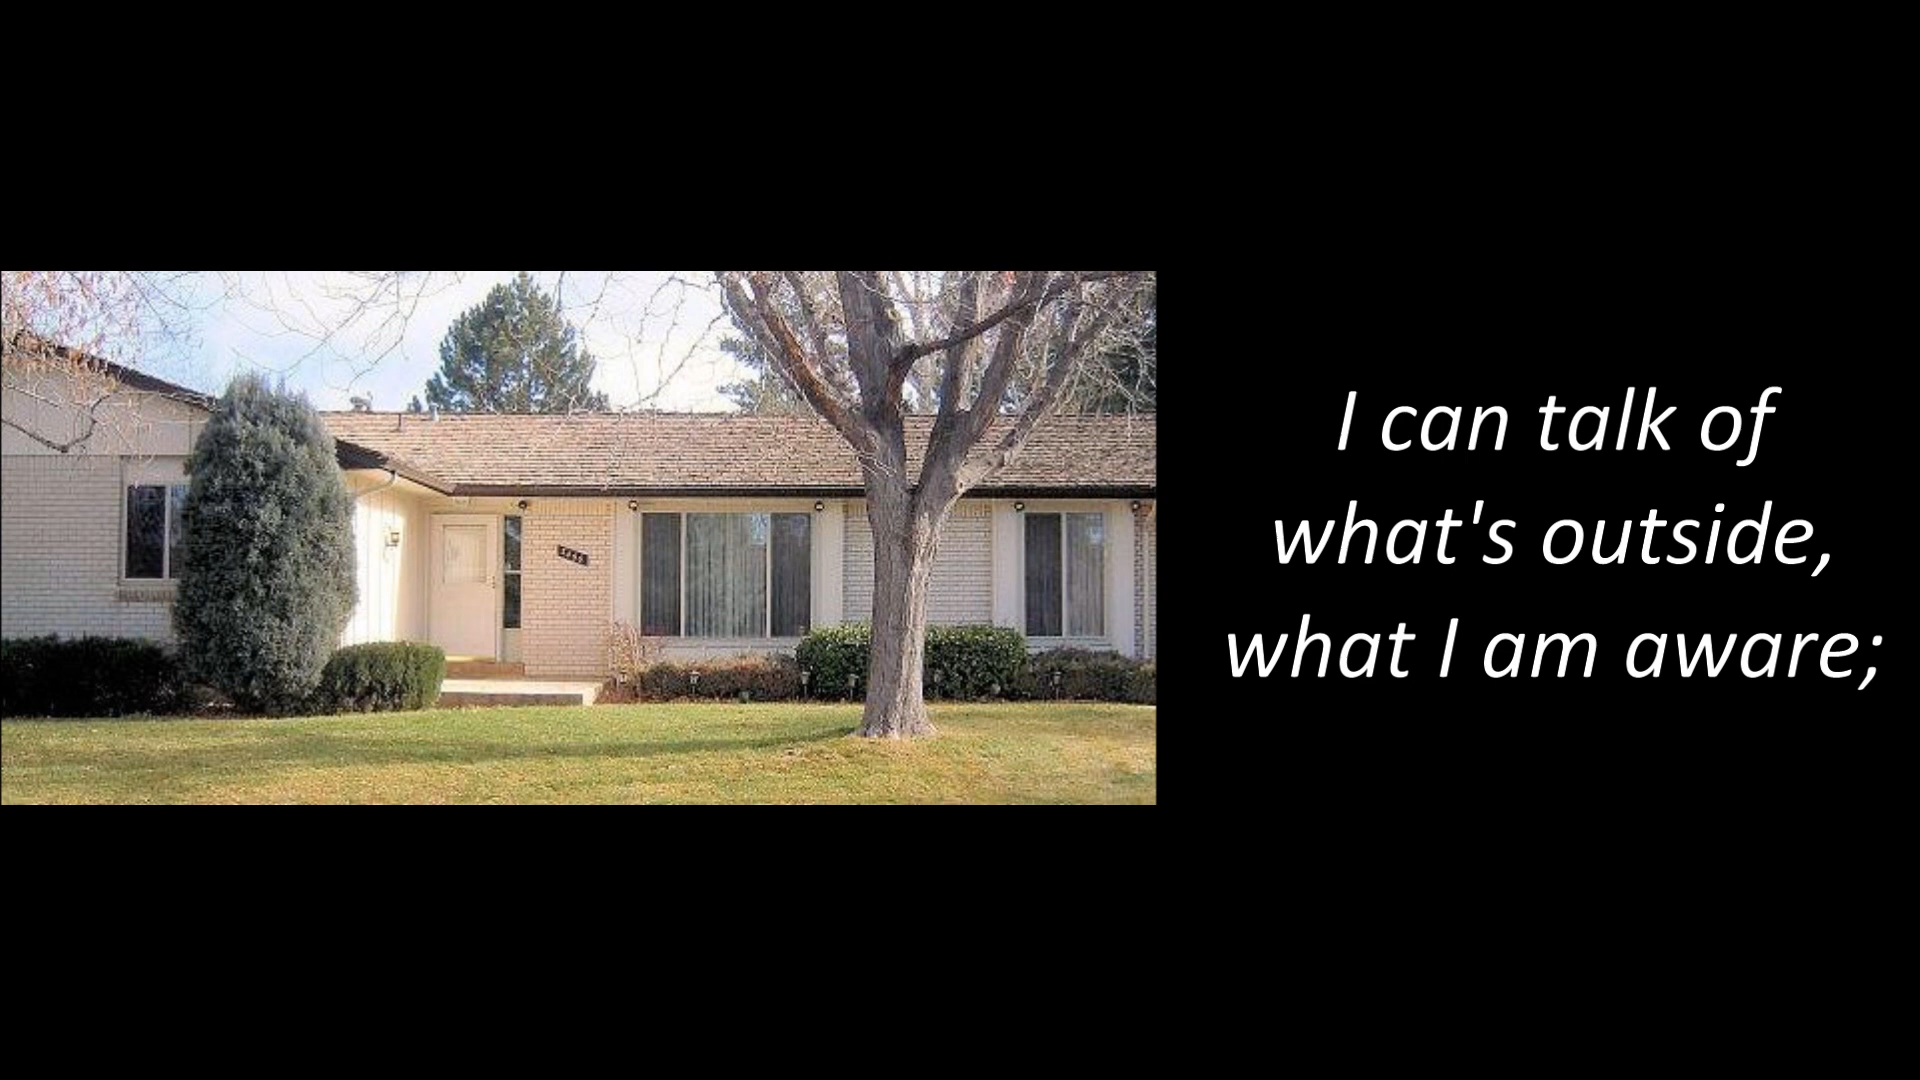 I can talk of
what's outside,
what I am aware;